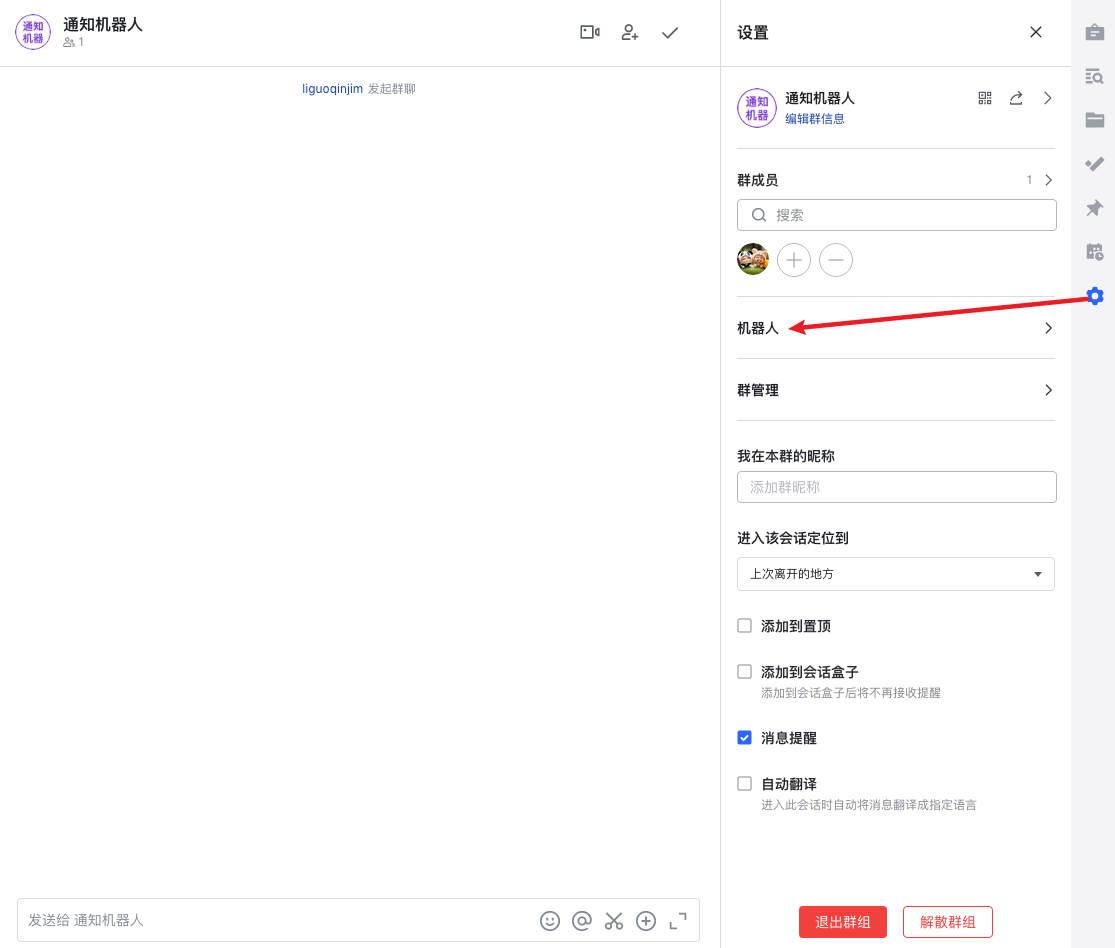 通知
机器
通知机器人
1
liguoqinjim 发起群聊
发送给 通知机器人
设置
通知
机器
通知机器人
编辑群信息
群成员
1
搜索
机器人
群管理
我在本群的昵称
添加群昵称
进入该会话定位到
上次离开的地方
添加到置顶
添加到会话盒子
添加到会话盒子后将不再接收提醒
消息提醒
自动翻译
进入此会话时自动将消息翻译成指定语言
退出群组
解散群组